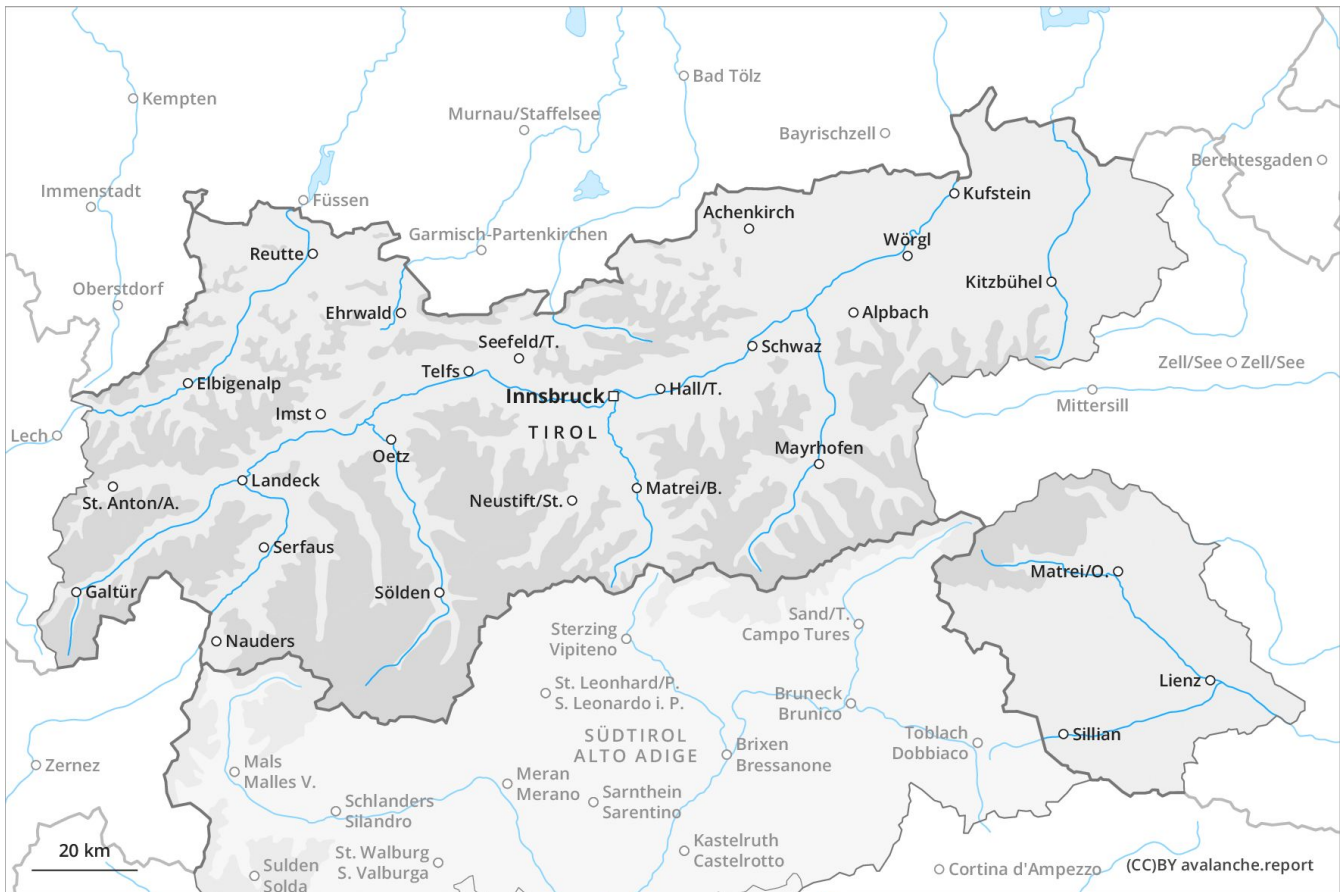 Kempten
Bad Tölz
Murnau/Staffelsee
Bayrischzell
Berchtesgaden
Immenstadt
Füssen
Kufstein
Achenkirch
Garmisch-Partenkirchen
Wörgl
Reutte
Oberstdorf
Kitzbühel
Ehrwald
Alpbach
Seefeld/T.
Schwaz
Telfs
Zell/See
Zell/See
Elbigenalp
Innsbruck
Hall/T.
Mittersill
Imst
Lech
TIROL
Oetz
Mayrhofen
Landeck
St. Anton/A.
Neustift/St.
Matrei/B.
Serfaus
Matrei/O.
Galtür
Sölden
Sand/T.
Campo Tures
Sterzing
Vipiteno
Nauders
Lienz
St. Leonhard/P.
S. Leonardo i. P.
Bruneck
Brunico
SÜDTIROL
ALTO ADIGE
Toblach
Dobbiaco
Sillian
Brixen
Bressanone
Zernez
Mals
Malles V.
Meran
Merano
Sarnthein
Sarentino
Schlanders
Silandro
Kastelruth
Castelrotto
20 km
St. Walburg
S. Valburga
Sulden
Solda
Cortina d'Ampezzo
(CC)BY avalanche.report